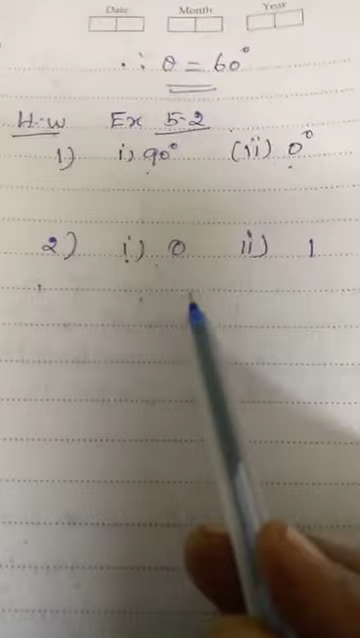 Date Month Year
∴ θ = 60°
H.W Ex 5-2
1) i) 90° (ii) 0°
2) i) 0 ii) 1